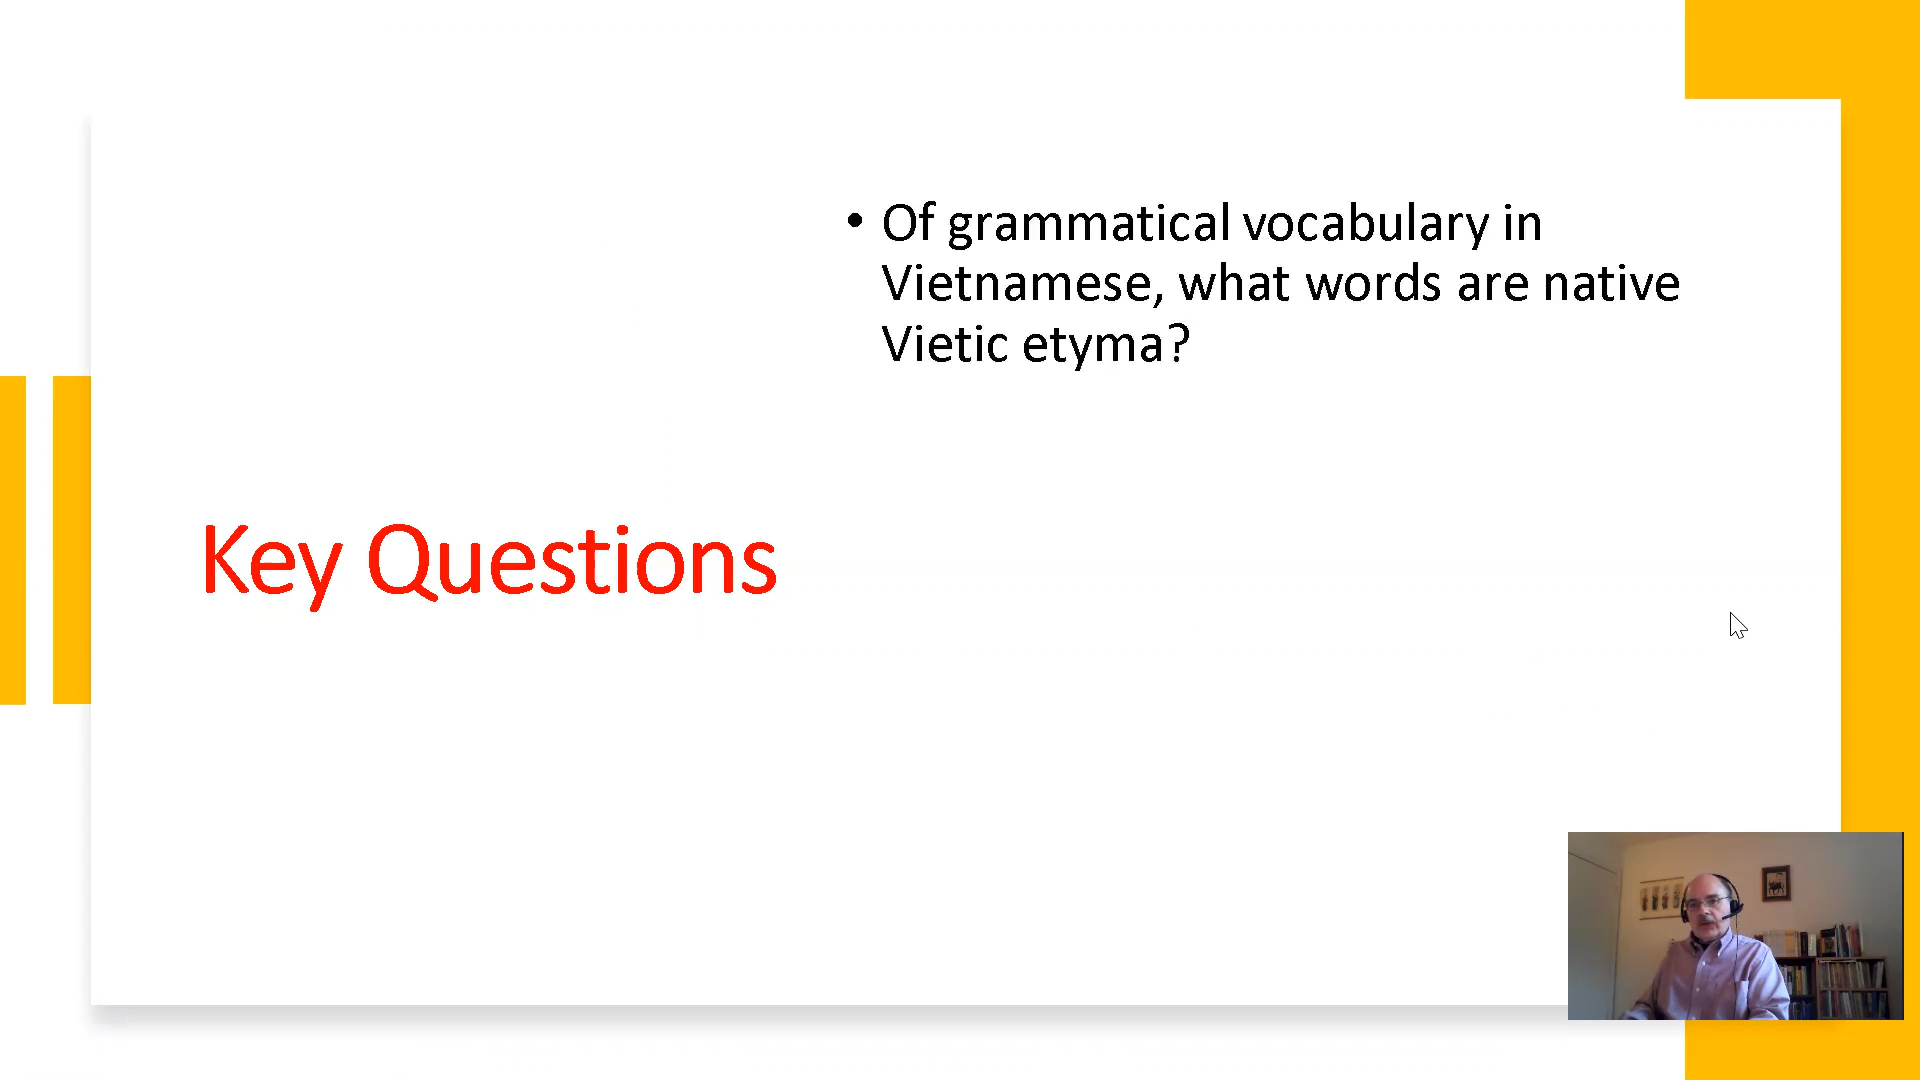 • Of grammatical vocabulary in
Vietnamese, what words are native
Vietic etyma?
Key Questions